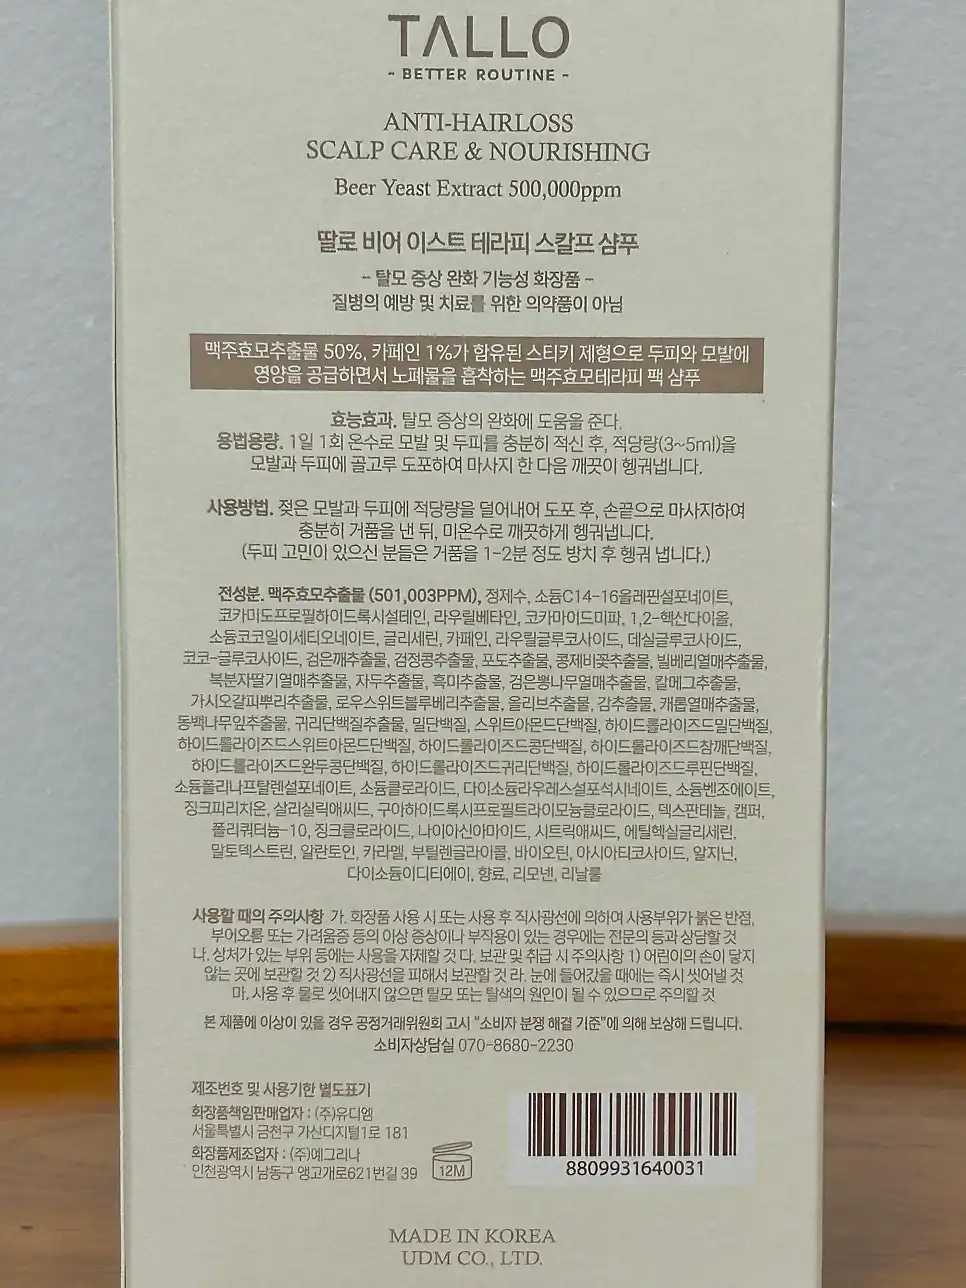 TALLO
- BETTER ROUTINE -
ANTI-HAIRLOSS
SCALP CARE & NOURISHING
Beer Yeast Extract 500,000ppm
딸로 비어 이스트 테라피 스칼프 샴푸
- 탈모 증상 완화 기능성 화장품 -
질병의 예방 및 치료를 위한 의약품이 아님
맥주효모추출물 50%, 카페인 1%가 함유된 스티키 제형으로 두피와 모발에
영양을 공급하면서 노폐물을 흡착하는 맥주효모테라피 팩 샴푸
효능효과. 탈모 증상의 완화에 도움을 준다.
용법용량. 1일 1회 온수로 모발 및 두피를 충분히 적신 후, 적당량(3~5ml)을
모발과 두피에 골고루 도포하여 마사지 한 다음 깨끗이 헹궈냅니다.
사용방법. 젖은 모발과 두피에 적당량을 덜어내어 도포 후, 손끝으로 마사지하여
충분히 거품을 낸 뒤, 미온수로 깨끗하게 헹궈냅니다.
(두피 고민이 있으신 분들은 거품을 1-2분 정도 방치 후 헹궈 냅니다.)
전성분. 맥주효모추출물 (501,003PPM), 정제수, 소듐C14-16올레핀설포네이트,
코카미도프로필하이드록시설테인, 라우릴베타인, 코카마이드미파, 1,2-헥산다이올,
소듐코코일이세티오네이트, 글리세린, 카페인, 라우릴글루코사이드, 데실글루코사이드,
코코-글루코사이드, 검은깨추출물, 검정콩추출물, 포도추출물, 콩제비꽃추출물, 빌베리열매추출물,
복분자딸기열매추출물, 자두추출물, 흑미추출물, 검은뽕나무열매추출물, 칼메그추출물,
가시오갈피뿌리추출물, 로우스위트블루베리추출물, 올리브추출물, 감추출물, 캐롭열매추출물,
동백나무잎추출물, 귀리단백질추출물, 밀단백질, 스위트아몬드단백질, 하이드롤라이즈드밀단백질,
하이드롤라이즈드스위트아몬드단백질, 하이드롤라이즈드콩단백질, 하이드롤라이즈드참깨단백질,
하이드롤라이즈드완두콩단백질, 하이드롤라이즈드귀리단백질, 하이드롤라이즈드루핀단백질,
소듐폴리나프탈렌설포네이트, 소듐클로라이드, 다이소듐라우레스설포석시네이트, 소듐벤조에이트,
징크피리치온, 살리실릭애씨드, 구아하이드록시프로필트라이모늄클로라이드, 덱스판테놀, 캠퍼,
폴리쿼터늄-10, 징크클로라이드, 나이아신아마이드, 시트릭애씨드, 에틸헥실글리세린,
말토덱스트린, 알란토인, 카라멜, 부틸렌글라이콜, 바이오틴, 아시아티코사이드, 알지닌,
다이소듐이디티에이, 향료, 리모넨, 리날룰
사용할 때의 주의사항 가. 화장품 사용 시 또는 사용 후 직사광선에 의하여 사용부위가 붉은 반점,
부어오름 또는 가려움증 등의 이상 증상이나 부작용이 있는 경우에는 전문의 등과 상담할 것
나. 상처가 있는 부위 등에는 사용을 자제할 것 다. 보관 및 취급 시 주의사항 1) 어린이의 손이 닿지
않는 곳에 보관할 것 2) 직사광선을 피해서 보관할 것 라. 눈에 들어갔을 때에는 즉시 씻어낼 것
마. 사용 후 물로 씻어내지 않으면 탈모 또는 탈색의 원인이 될 수 있으므로 주의할 것
본 제품에 이상이 있을 경우 공정거래위원회 고시 "소비자 분쟁 해결 기준"에 의해 보상해 드립니다.
소비자상담실 070-8680-2230
제조번호 및 사용기한 별도표기
화장품책임판매업자 : (주)유디엠
서울특별시 금천구 가산디지털1로 181
화장품제조업자 : (주)예그리나
인천광역시 남동구 앵고개로621번길 39
12M
8809931640031
MADE IN KOREA
UDM CO., LTD.